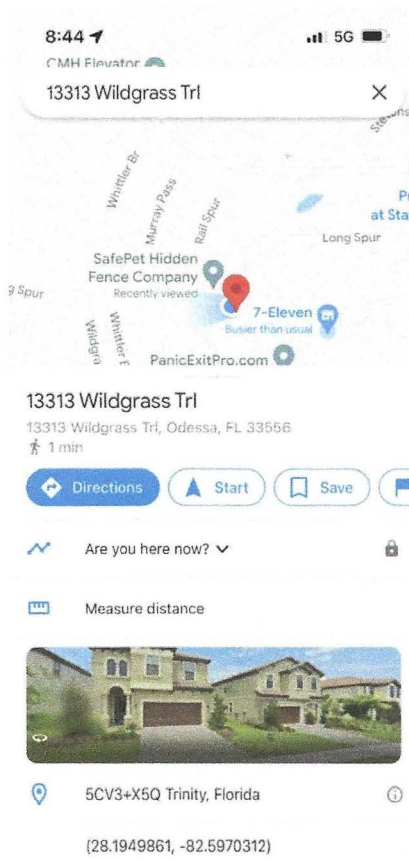 8:44
5G
CMH Elevator
13313 Wildgrass Trl
Whittler Br
Murray Pass
Rail Spur
Long Spur
at Sta
SafePet Hidden
Fence Company
Recently viewed
g Spur
7-Eleven
Busier than usual
Wildgra
Whittler B
PanicExitPro.com
13313 Wildgrass Trl
13313 Wildgrass Trl, Odessa, FL 33556
1 min
Directions
Start
Save
Are you here now?
Measure distance
5CV3+X5Q Trinity, Florida
(28.1949861, -82.5970312)